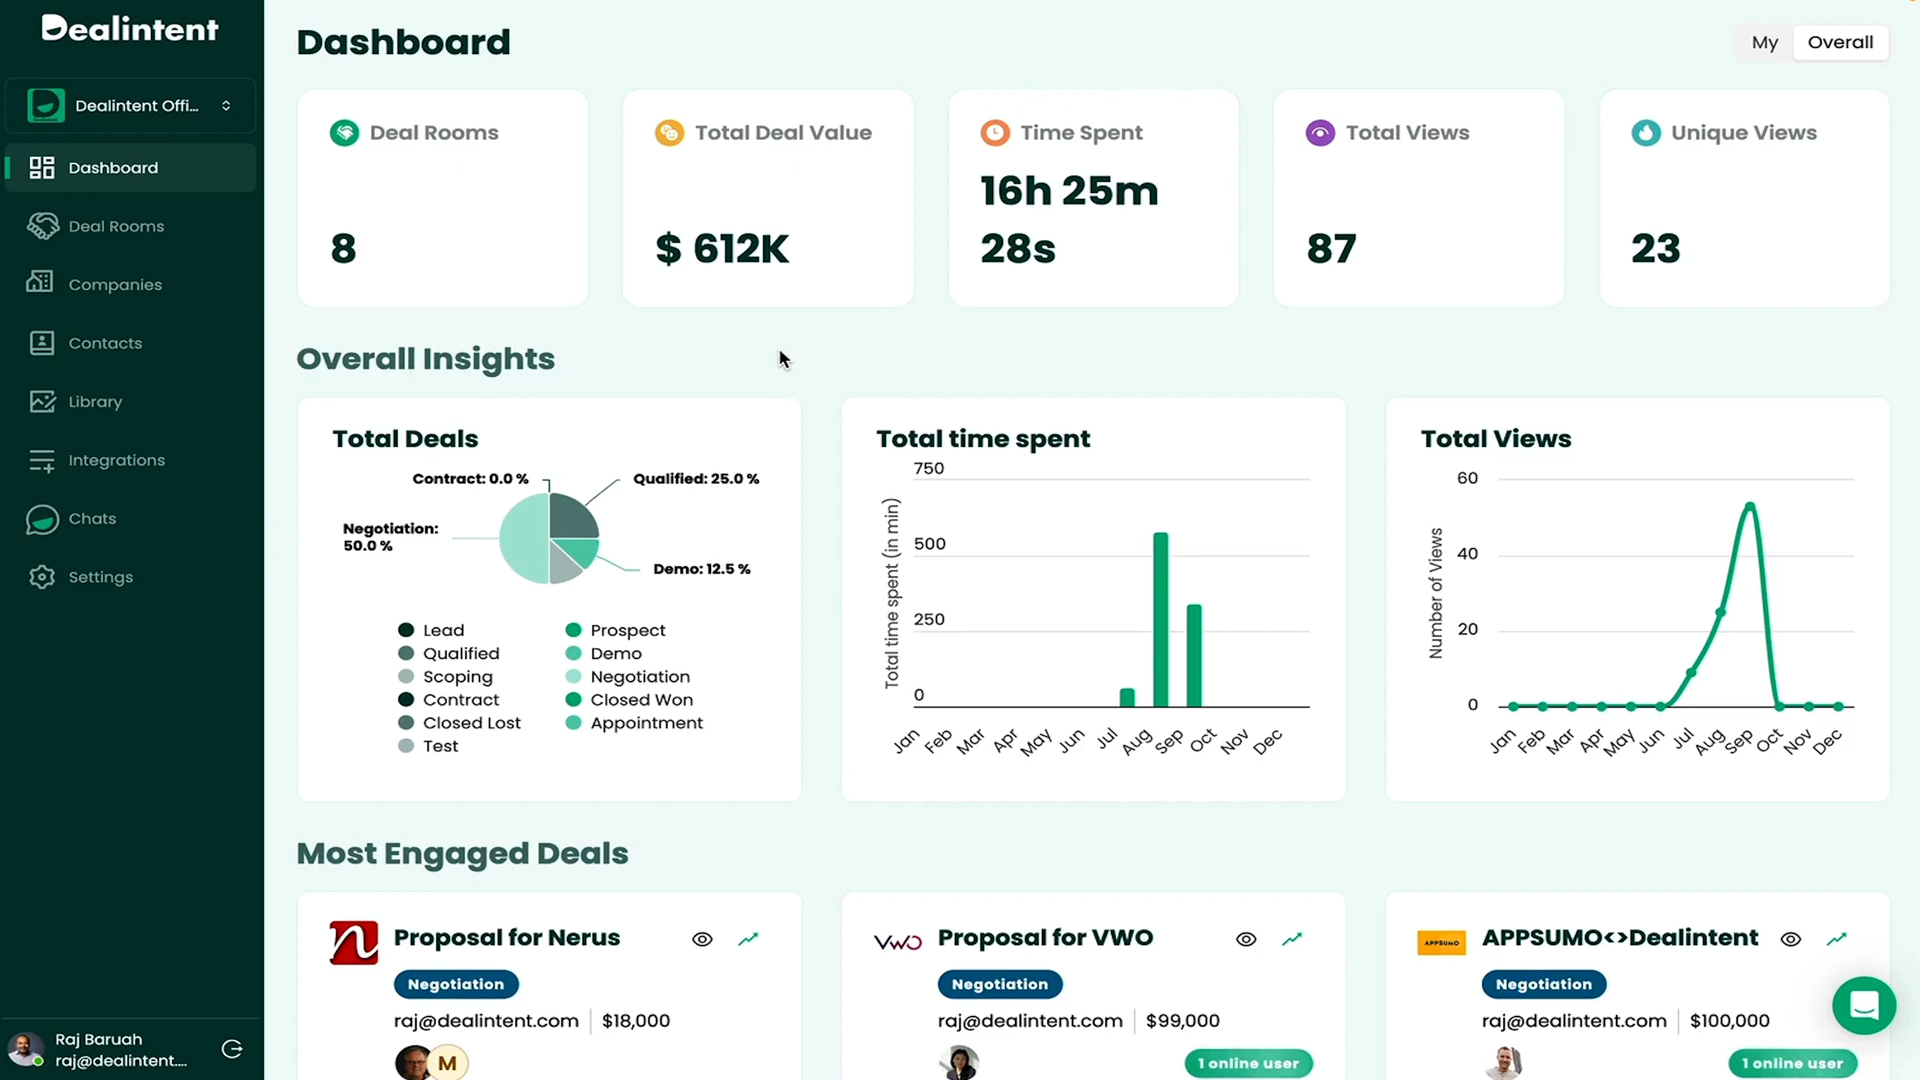 Dealintent
Dashboard
My
Overall
Dealintent Offi...
Deal Rooms
8
Total Deal Value
$ 612K
Time Spent
16h 25m
28s
Total Views
87
Unique Views
23
Dashboard
Deal Rooms
Companies
Contacts
Library
Integrations
Chats
Settings
Overall Insights
Total Deals
Contract: 0.0 %
Qualified: 25.0 %
Negotiation:
50.0 %
Demo: 12.5 %
Lead
Prospect
Qualified
Demo
Scoping
Negotiation
Contract
Closed Won
Closed Lost
Appointment
Test
Total time spent
750
500
250
0
Total time spent (in min)
Jan
Feb
Mar
Apr
May
Jun
Jul
Aug
Sep
Oct
Nov
Dec
Total Views
60
40
20
0
Number of Views
Jan
Feb
Mar
Apr
May
Jun
Jul
Aug
Sep
Oct
Nov
Dec
Most Engaged Deals
n
Proposal for Nerus
Negotiation
raj@dealintent.com
$18,000
M
VWO
Proposal for VWO
Negotiation
raj@dealintent.com
$99,000
1 online user
APPSUMO
APPSUMO<>Dealintent
Negotiation
raj@dealintent.com
$100,000
1 online user
Raj Baruah
raj@dealintent....